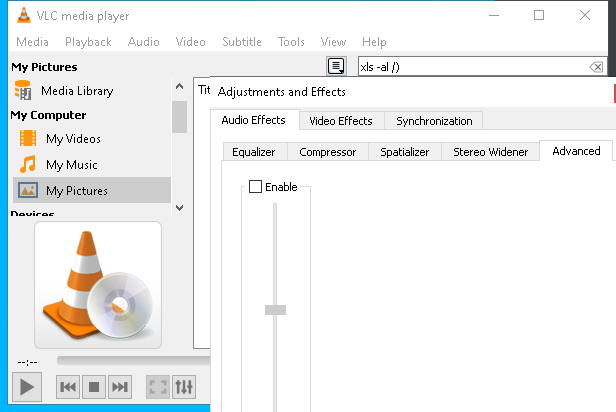 VLC media player
Media Playback Audio Video Subtitle Tools View Help
My Pictures
xls -al /)
Media Library
My Computer
My Videos
My Music
My Pictures
Devices
--:--
Tit
Adjustments and Effects
Audio Effects Video Effects Synchronization
Equalizer Compressor Spatializer Stereo Widener Advanced
Enable